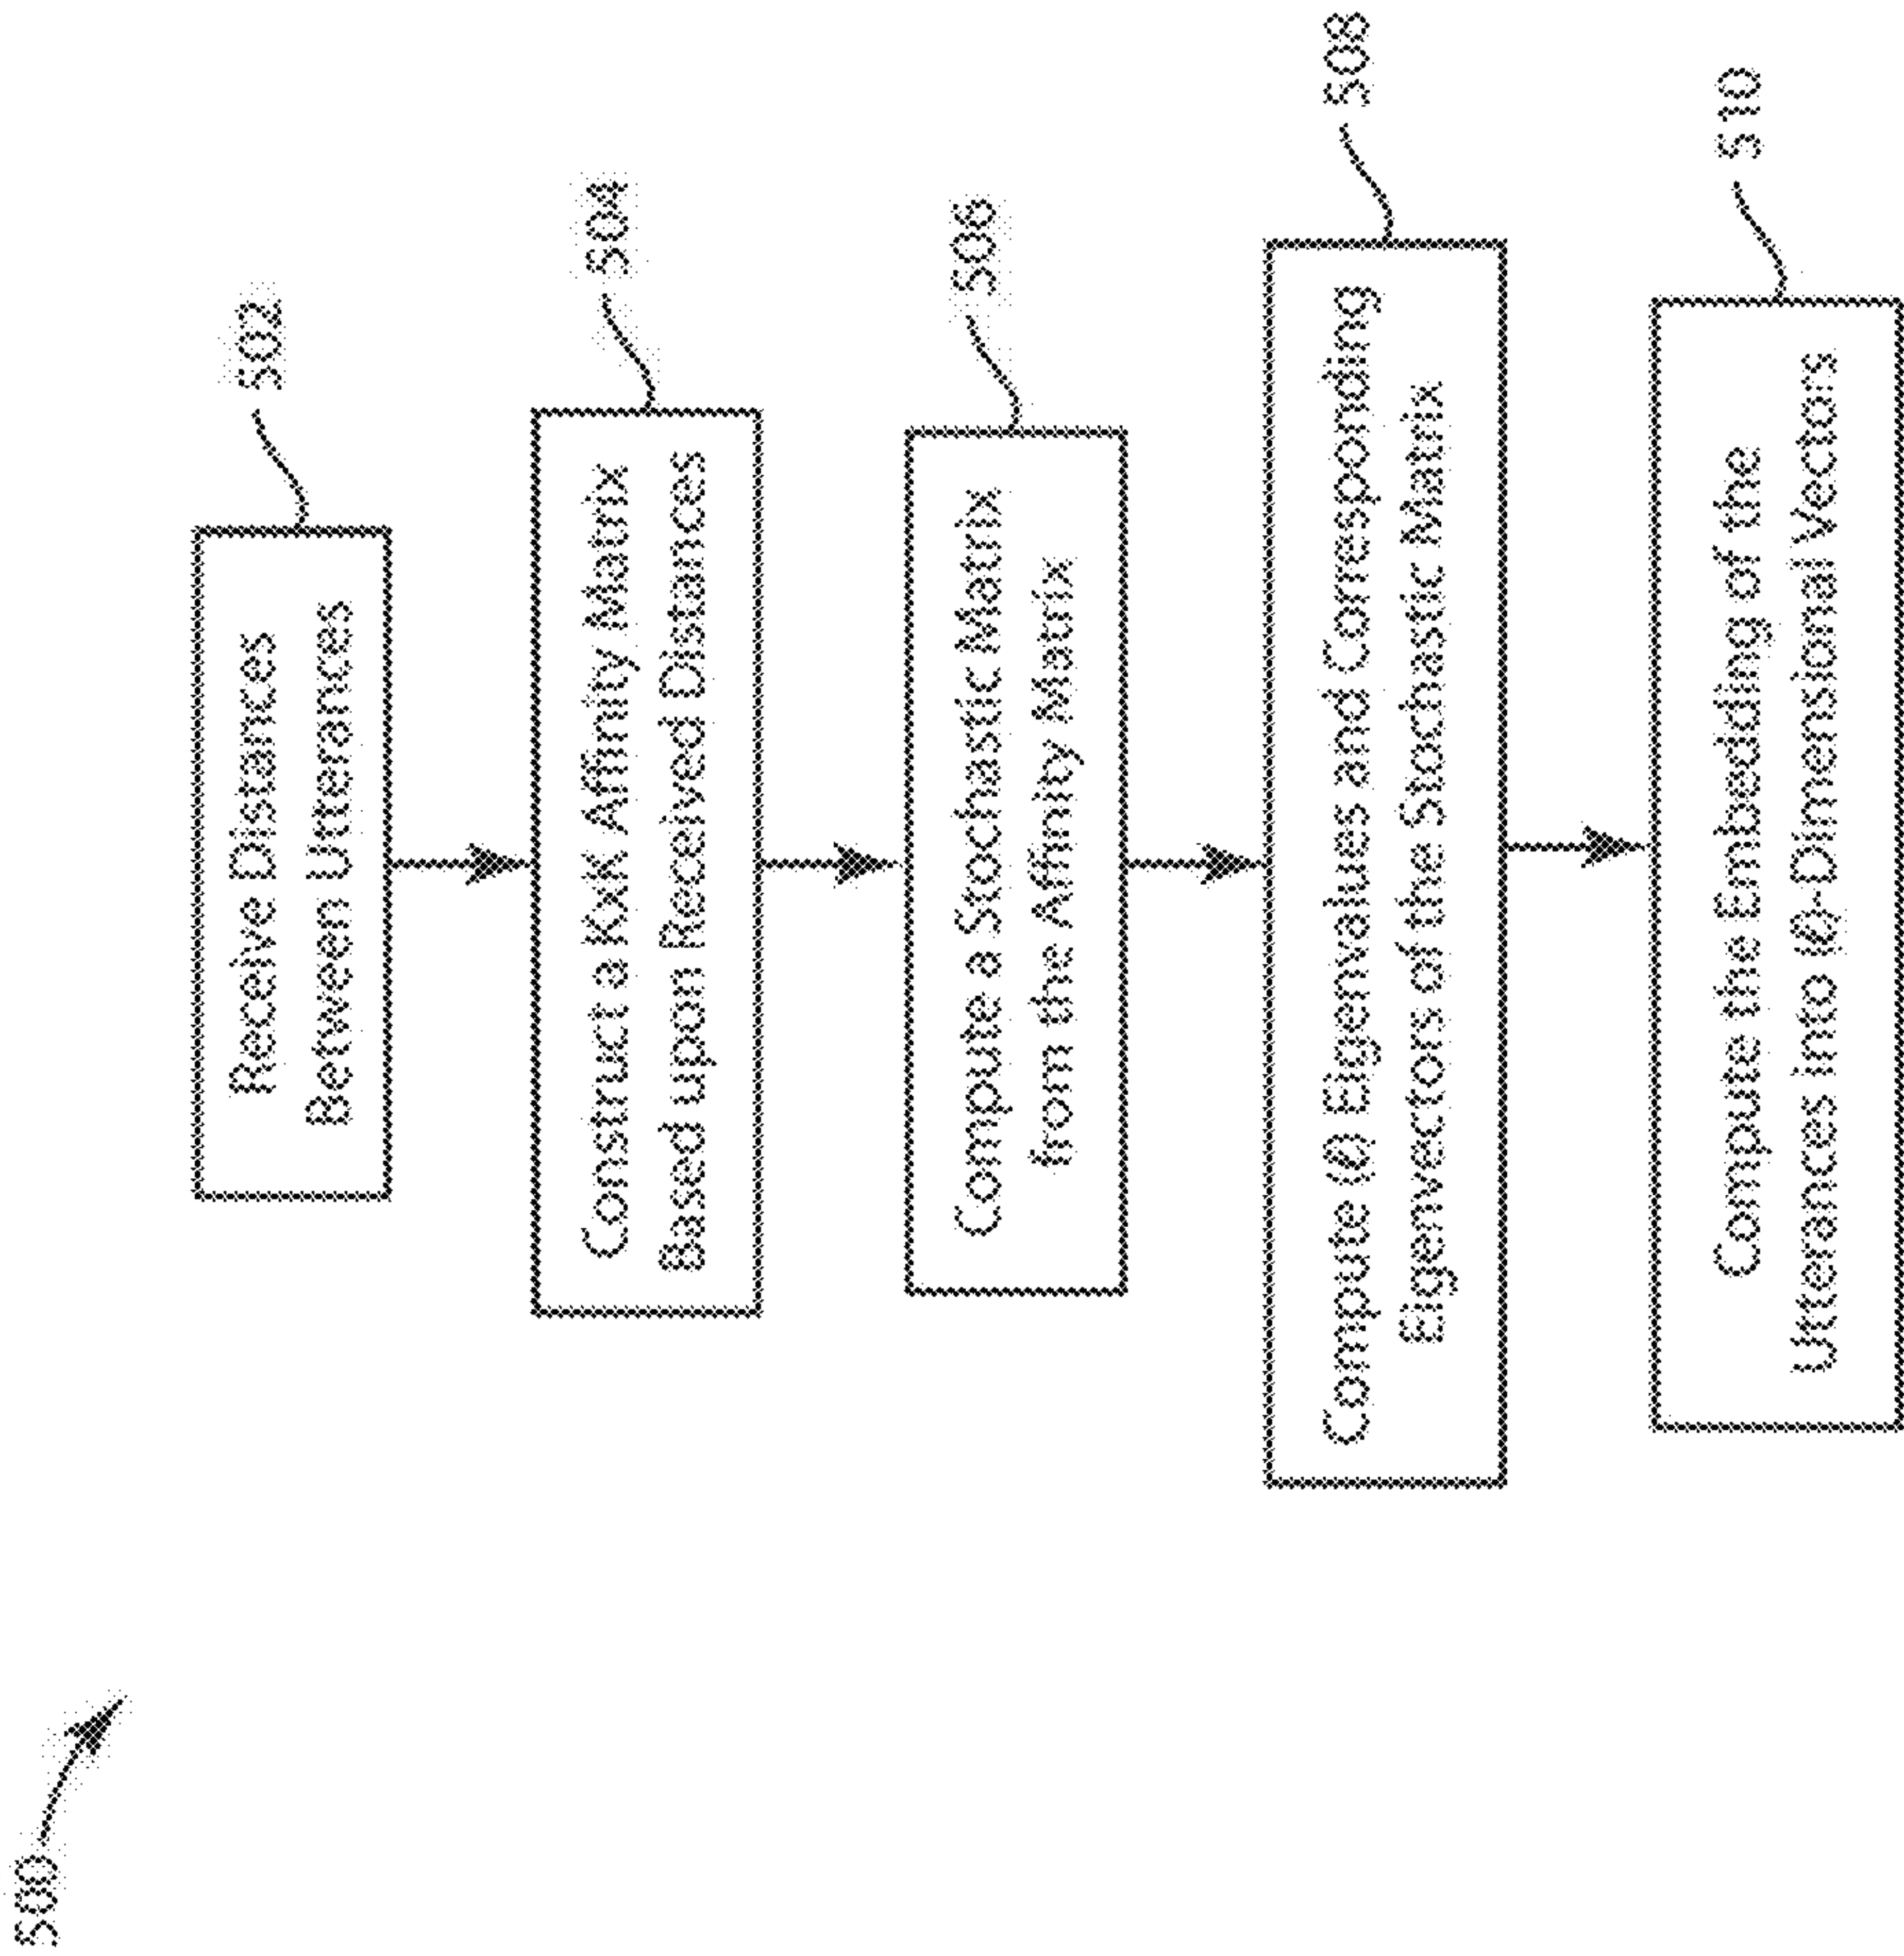 500
502
Receive Distances
Between Utterances
504
Construct a KxK Affinity Matrix
Based upon Received Distances
506
Compute a Stochastic Matrix
from the Affinity Matrix
508
Compute (ℓ) Eigenvalues and Corresponding
Eigenvectors of the Stochastic Matrix
510
Compute the Embedding of the
Utterances into (ℓ)-Dimensional Vectors